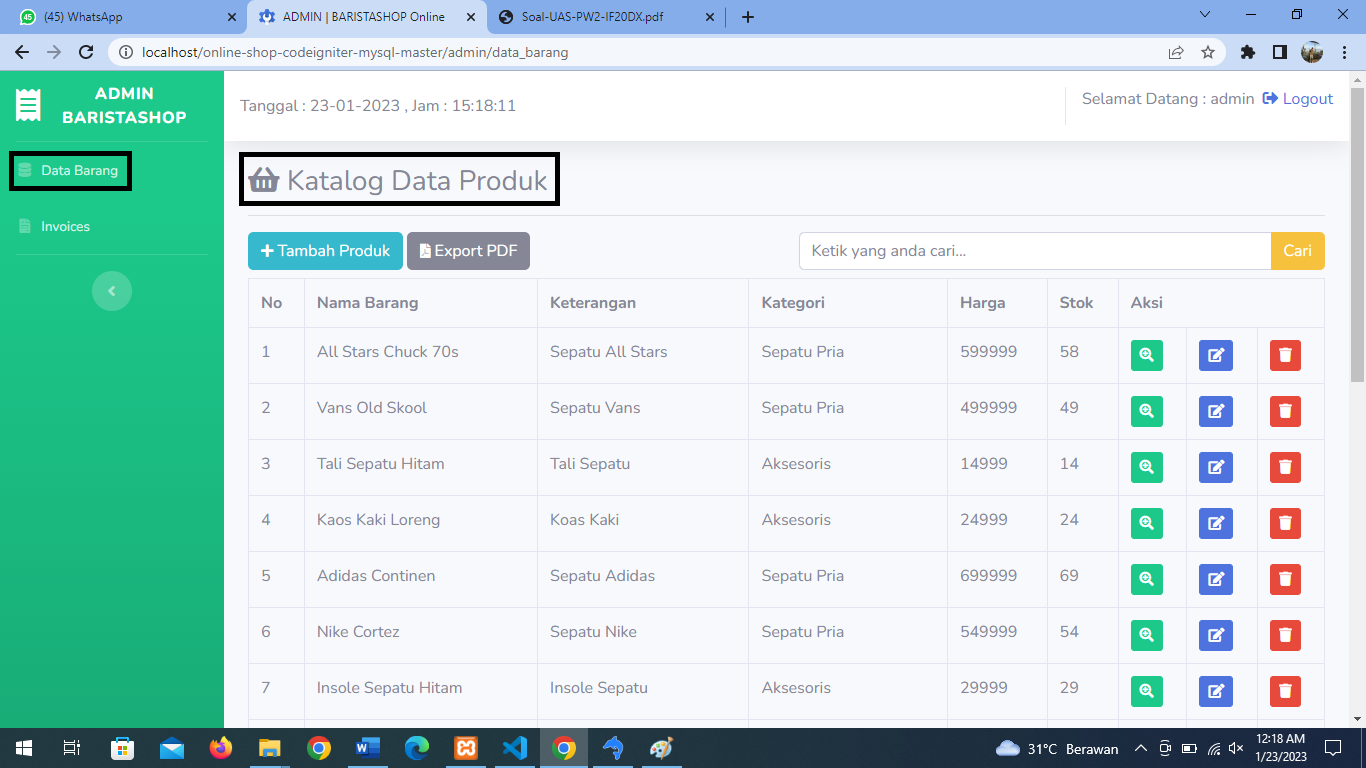 (45) WhatsApp
ADMIN | BARISTASHOP Online
Soal-UAS-PW2-IF20DX.pdf
localhost/online-shop-codeigniter-mysql-master/admin/data_barang
ADMIN
BARISTASHOP
Data Barang
Invoices
Tanggal : 23-01-2023 , Jam : 15:18:11
Selamat Datang : admin Logout
Katalog Data Produk
Tambah Produk Export PDF
Ketik yang anda cari... Cari
No Nama Barang Keterangan Kategori Harga Stok Aksi
1 All Stars Chuck 70s Sepatu All Stars Sepatu Pria 599999 58
2 Vans Old Skool Sepatu Vans Sepatu Pria 499999 49
3 Tali Sepatu Hitam Tali Sepatu Aksesoris 14999 14
4 Kaos Kaki Loreng Koas Kaki Aksesoris 24999 24
5 Adidas Continen Sepatu Adidas Sepatu Pria 699999 69
6 Nike Cortez Sepatu Nike Sepatu Pria 549999 54
7 Insole Sepatu Hitam Insole Sepatu Aksesoris 29999 29
31°C Berawan
12:18 AM
1/23/2023